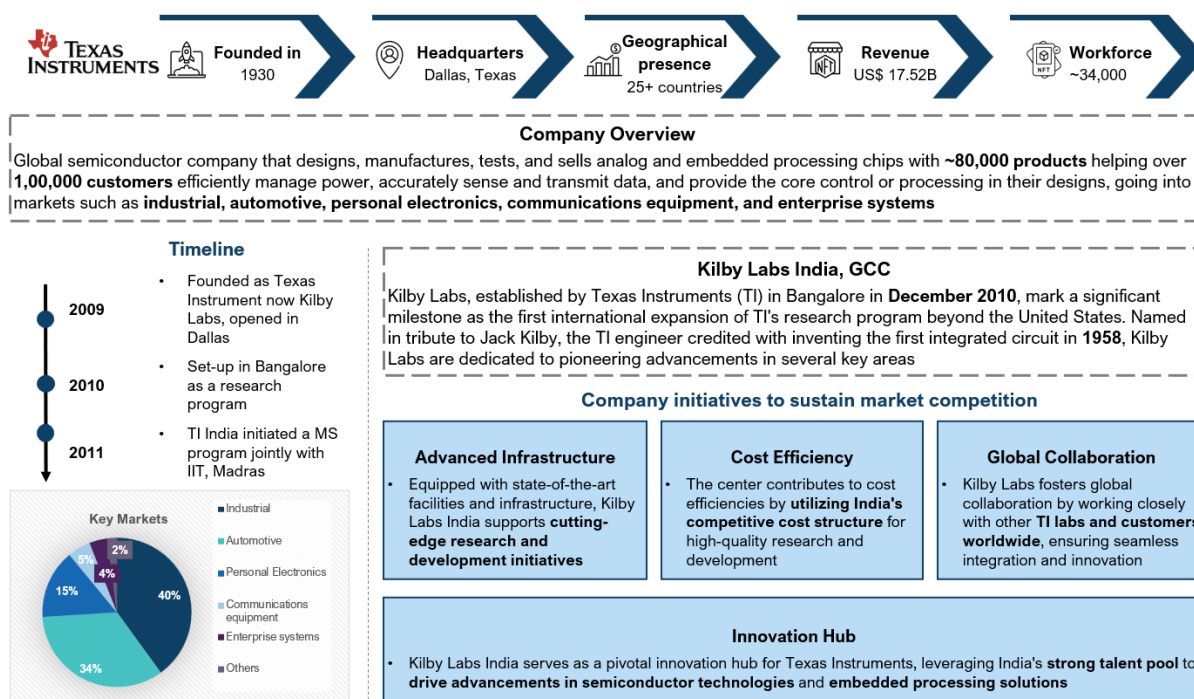 TEXAS
INSTRUMENTS
Founded in
1930
Headquarters
Dallas, Texas
Geographical
presence
25+ countries
NFT
Revenue
US$ 17.52B
NFT
Workforce
~34,000
Company Overview
Global semiconductor company that designs, manufactures, tests, and sells analog and embedded processing chips with ~80,000 products helping over
1,00,000 customers efficiently manage power, accurately sense and transmit data, and provide the core control or processing in their designs, going into
markets such as industrial, automotive, personal electronics, communications equipment, and enterprise systems
Timeline
2009
• Founded as Texas
Instrument now Kilby
Labs, opened in
Dallas
2010
• Set-up in Bangalore
as a research
program
2011
• TI India initiated a MS
program jointly with
IIT, Madras
Key Markets
40%
34%
15%
5%
4%
2%
Industrial
Automotive
Personal Electronics
Communications
equipment
Enterprise systems
Others
Kilby Labs India, GCC
Kilby Labs, established by Texas Instruments (TI) in Bangalore in December 2010, mark a significant
milestone as the first international expansion of TI's research program beyond the United States. Named
in tribute to Jack Kilby, the TI engineer credited with inventing the first integrated circuit in 1958, Kilby
Labs are dedicated to pioneering advancements in several key areas
Company initiatives to sustain market competition
Advanced Infrastructure
• Equipped with state-of-the-art
facilities and infrastructure, Kilby
Labs India supports cutting-
edge research and
development initiatives
Cost Efficiency
• The center contributes to cost
efficiencies by utilizing India's
competitive cost structure for
high-quality research and
development
Global Collaboration
• Kilby Labs fosters global
collaboration by working closely
with other TI labs and customers
worldwide, ensuring seamless
integration and innovation
Innovation Hub
• Kilby Labs India serves as a pivotal innovation hub for Texas Instruments, leveraging India's strong talent pool to
drive advancements in semiconductor technologies and embedded processing solutions